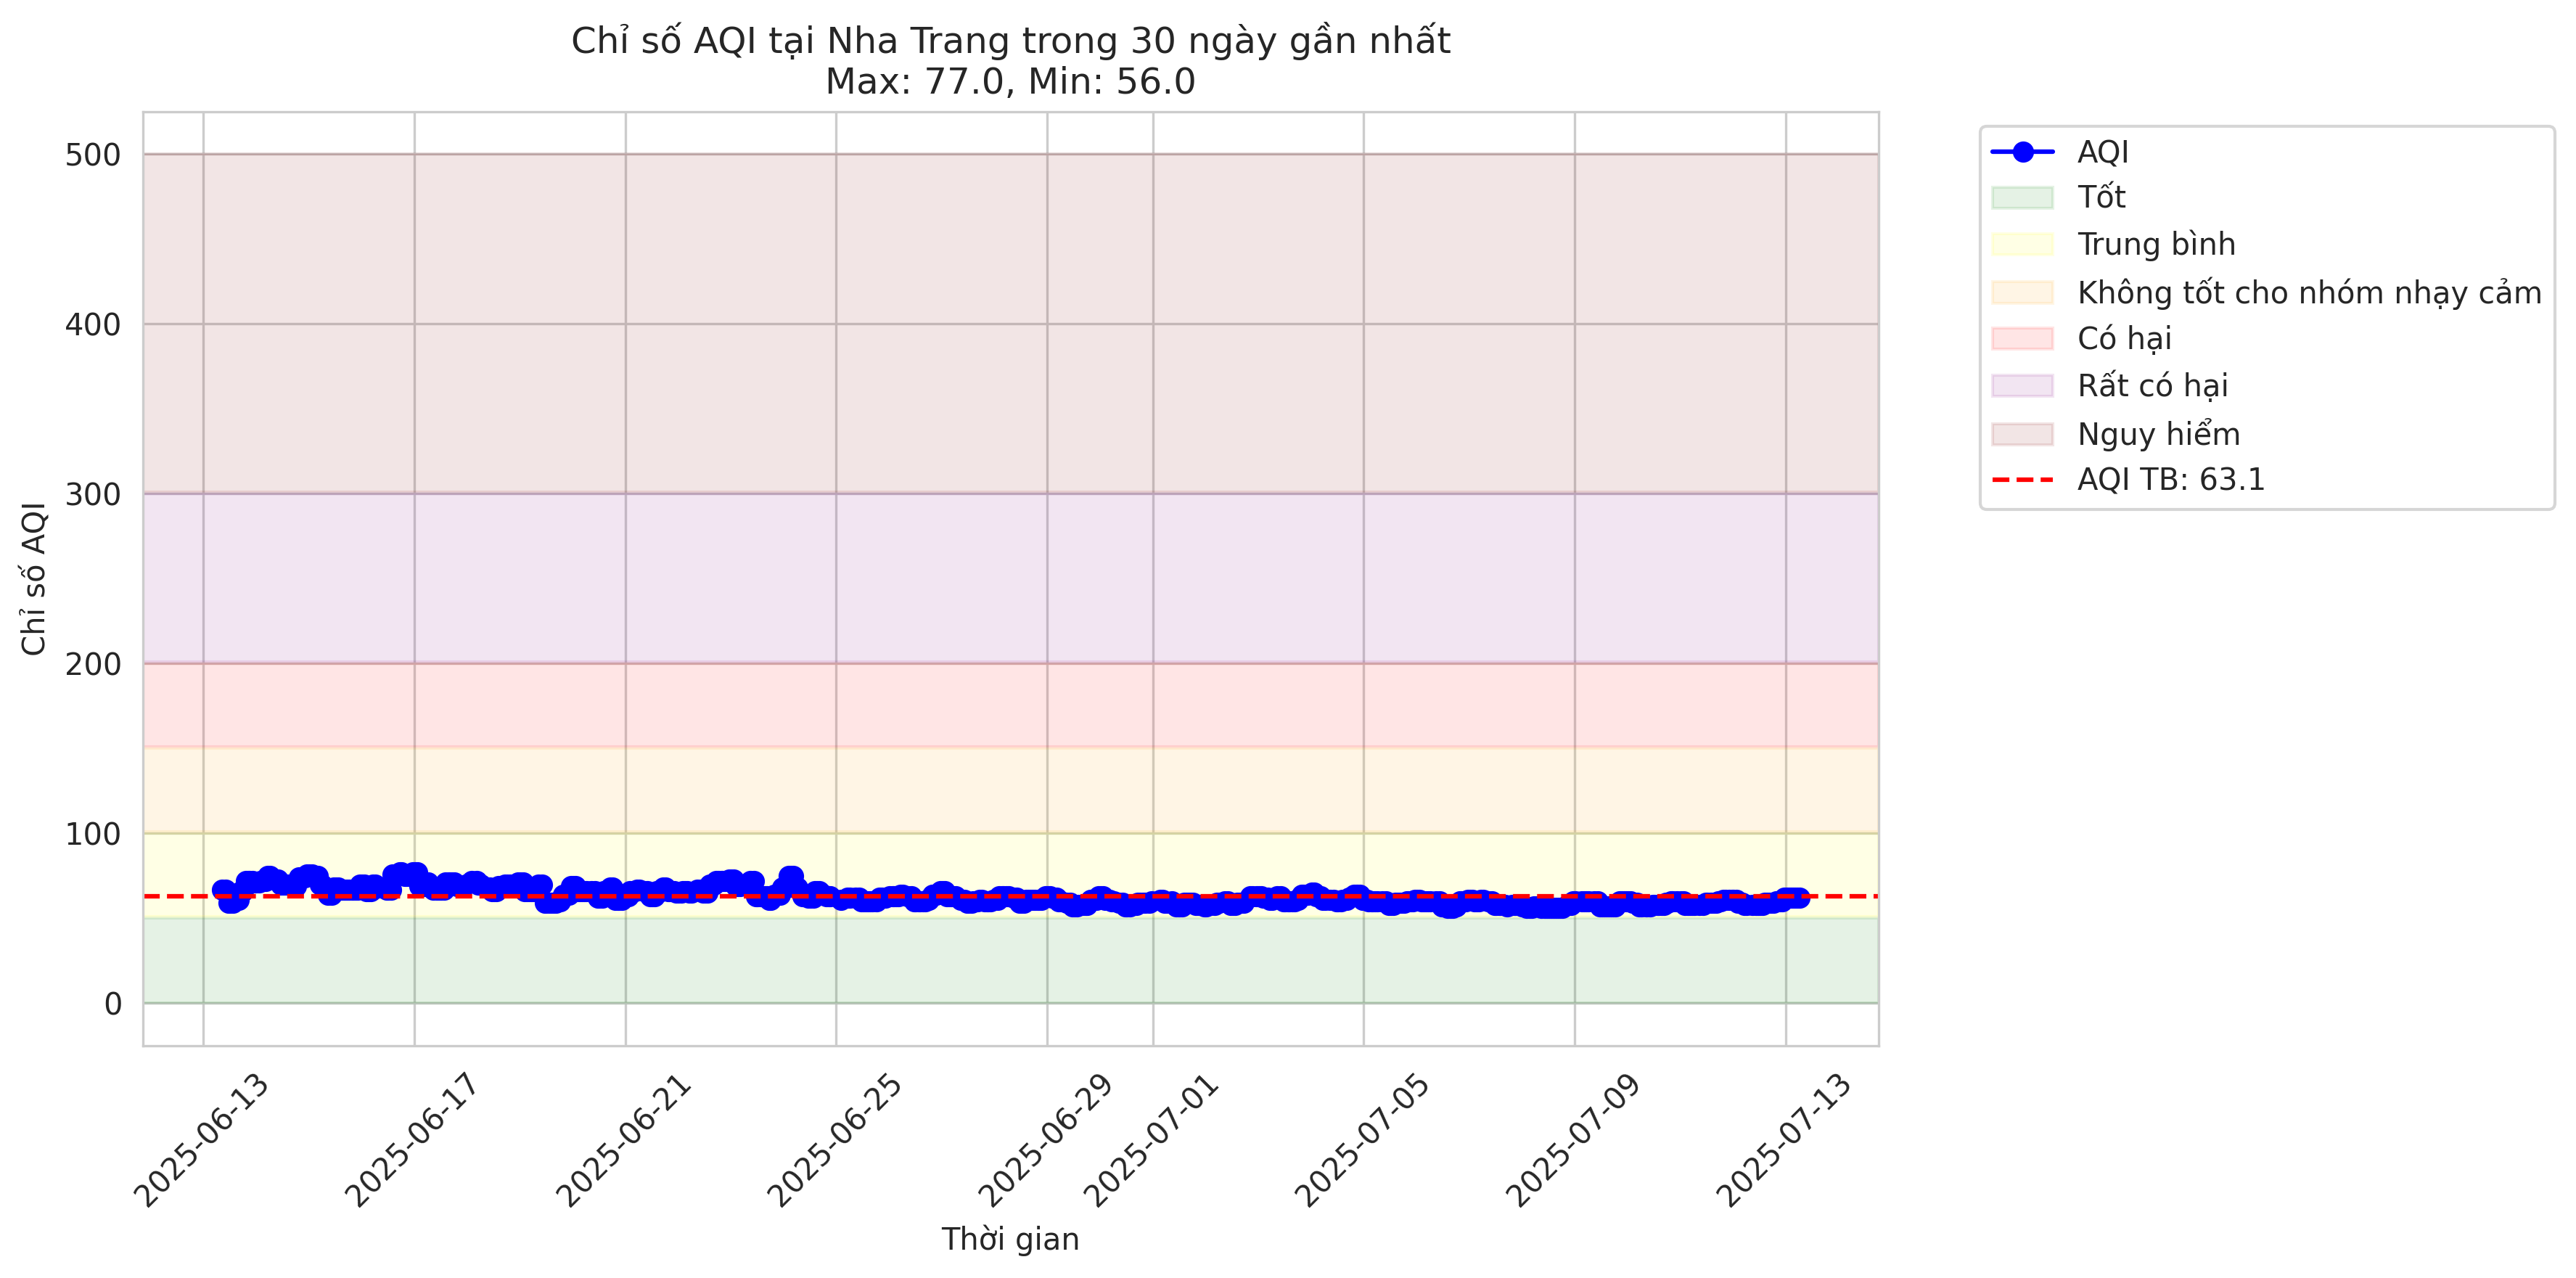 Chỉ số AQI tại Nha Trang trong 30 ngày gần nhất
Max: 77.0, Min: 56.0
Chỉ số AQI
500
400
300
200
100
0
2025-06-13
2025-06-17
2025-06-21
2025-06-25
2025-06-29
2025-07-01
2025-07-05
2025-07-09
2025-07-13
Thời gian
AQI
Tốt
Trung bình
Không tốt cho nhóm nhạy cảm
Có hại
Rất có hại
Nguy hiểm
AQI TB: 63.1